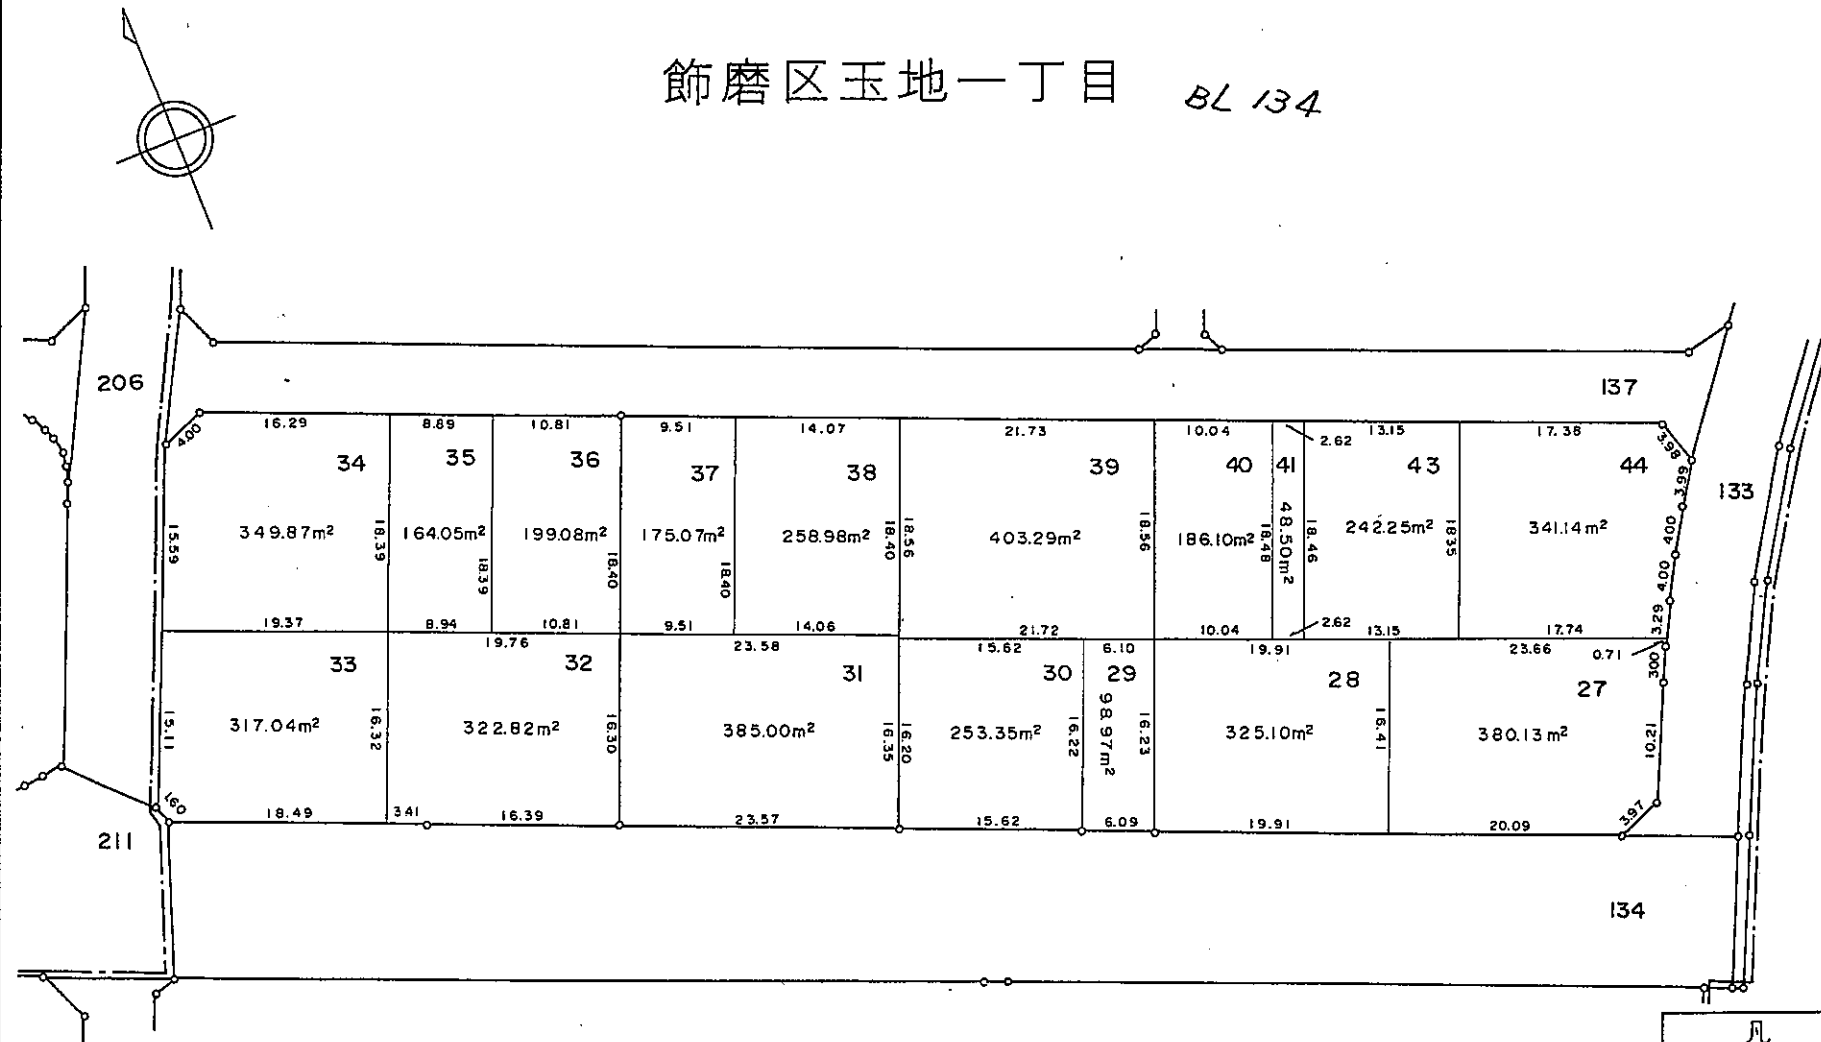 飾磨区玉地一丁目 BL 134
206
137
4.00 16.29 8.89 10.81 9.51 14.07 21.73 10.04 2.62 13.15 17.38 3.98
34 35 36 37 38 39 40 41 43 44
133
15.59 349.87m² 18.39 164.05m² 18.39 199.08m² 18.40 175.07m² 18.40 258.98m² 18.40 18.56 403.29m² 18.56 186.10m² 18.48 48.50m² 18.46 242.25m² 1835 341.14m² 3.99 400 4.00 3.29
19.37 8.94 10.81 9.51 14.06 21.72 10.04 2.62 13.15 17.74
19.76 23.58 15.62 6.10 19.91 23.66 0.71 300
33 32 31 30 29 28 27
15.11 317.04m² 16.32 322.82m² 16.30 385.00m² 16.35 16.20 253.35m² 16.22 98.97m² 16.23 325.10m² 16.41 380.13m² 10.21
1.60 18.49 341 16.39 23.57 15.62 6.09 19.91 20.09 3.97
211
134
凡